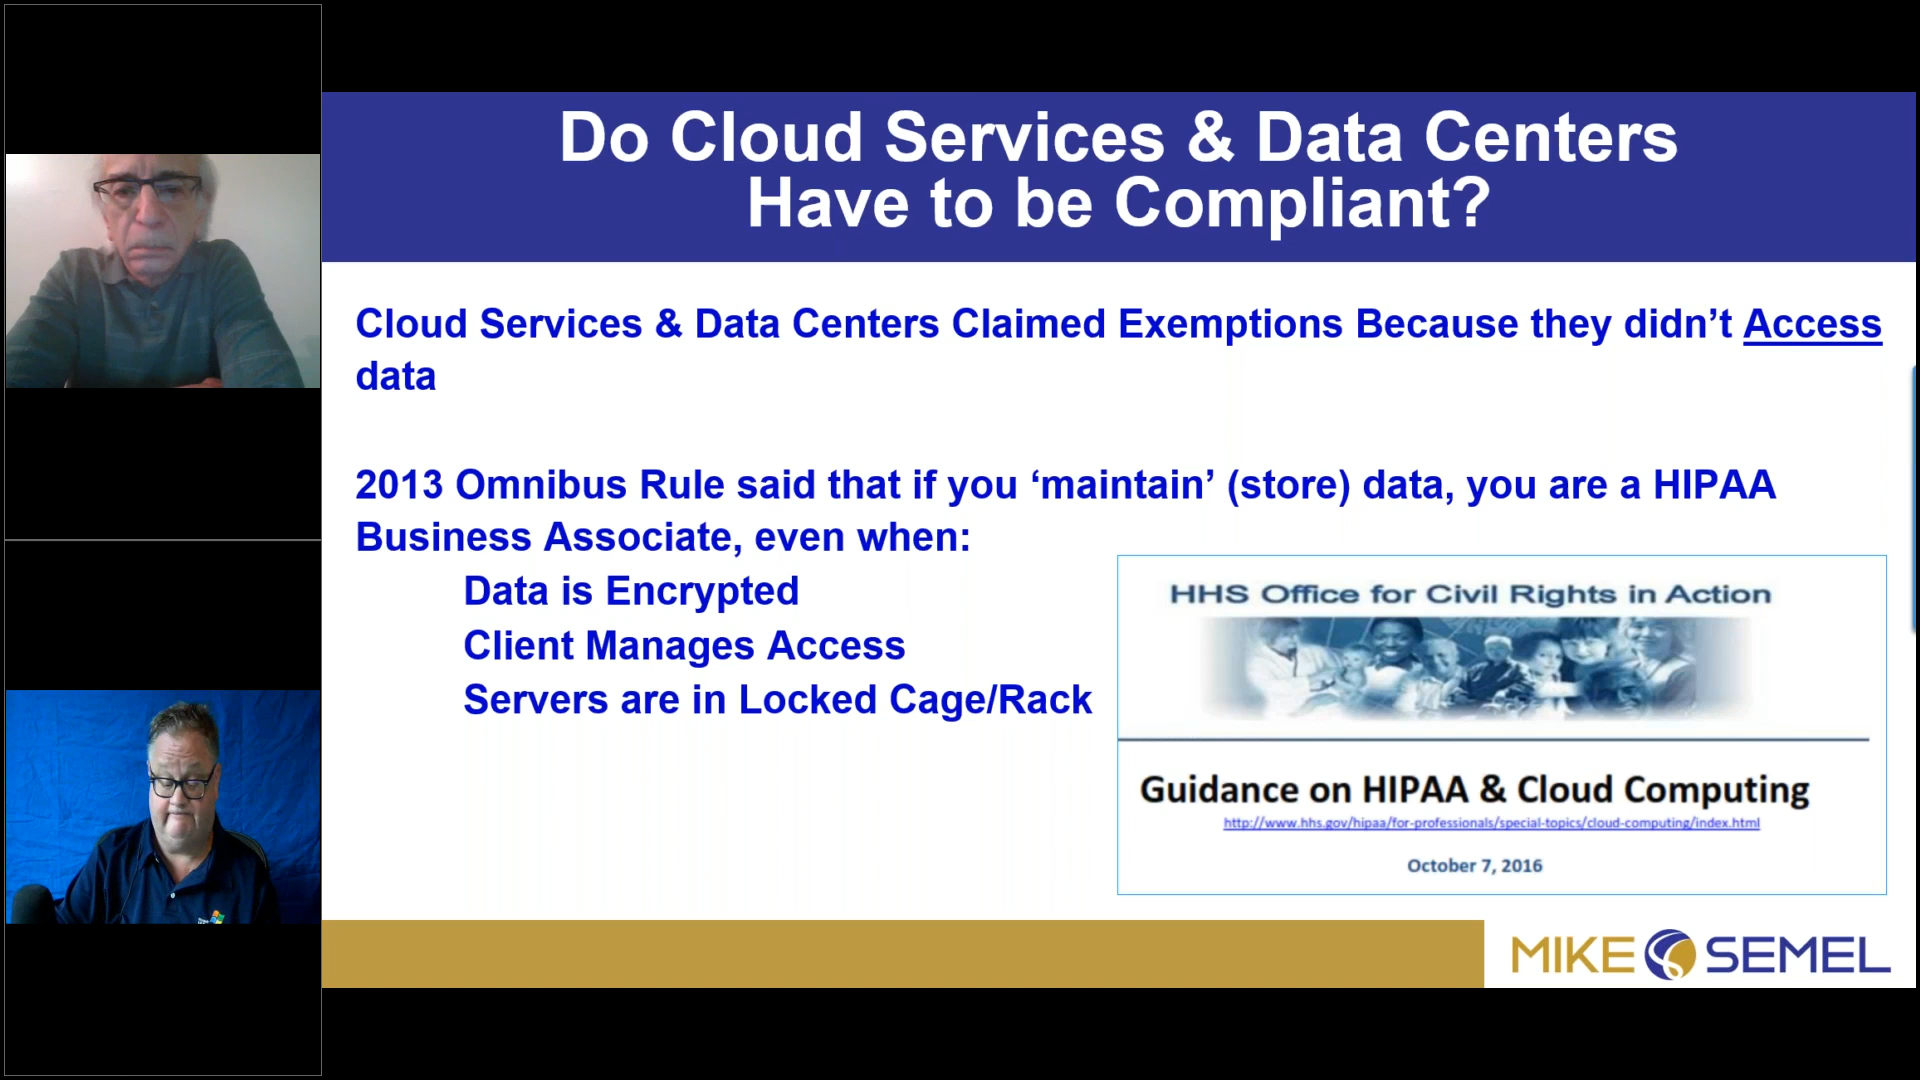 Do Cloud Services & Data Centers
Have to be Compliant?
Cloud Services & Data Centers Claimed Exemptions Because they didn’t Access
data
2013 Omnibus Rule said that if you ‘maintain’ (store) data, you are a HIPAA
Business Associate, even when:
Data is Encrypted
Client Manages Access
Servers are in Locked Cage/Rack
HHS Office for Civil Rights in Action
Guidance on HIPAA & Cloud Computing
http://www.hhs.gov/hipaa/for-professionals/special-topics/cloud-computing/index.html
October 7, 2016
MIKE SEMEL